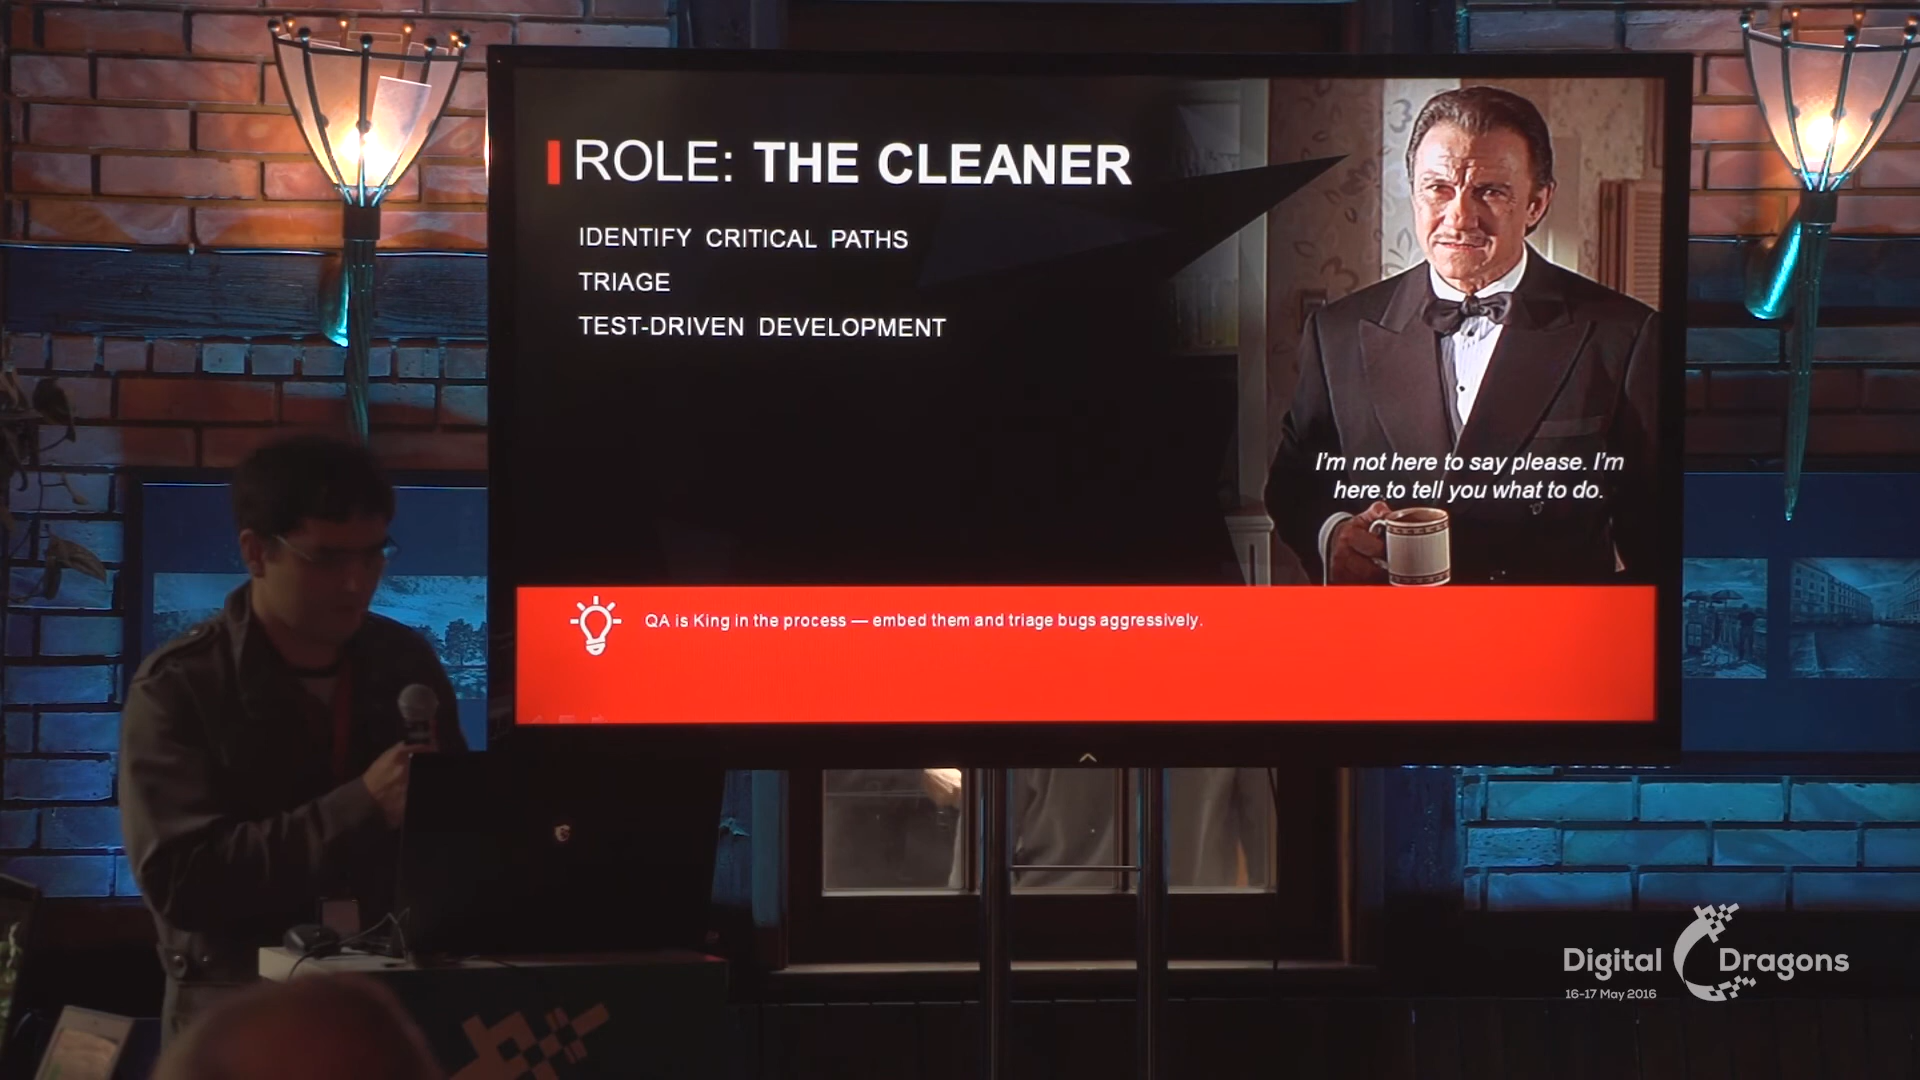 ROLE: THE CLEANER
IDENTIFY CRITICAL PATHS
TRIAGE
TEST-DRIVEN DEVELOPMENT
I'm not here to say please. I'm
here to tell you what to do.
QA is King in the process — embed them and triage bugs aggressively.
Digital Dragons
16-17 May 2016